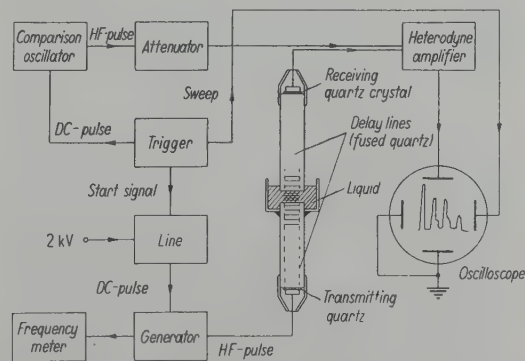 Comparison
oscillator
HF-pulse
Attenuator
Heterodyne
amplifier
Receiving
quartz crystal
Sweep
DC-pulse
Trigger
Delay lines
(fused quartz)
Start signal
Liquid
2 kV
Line
Oscilloscope
DC-pulse
Transmitting
quartz
Frequency
meter
Generator
HF-pulse